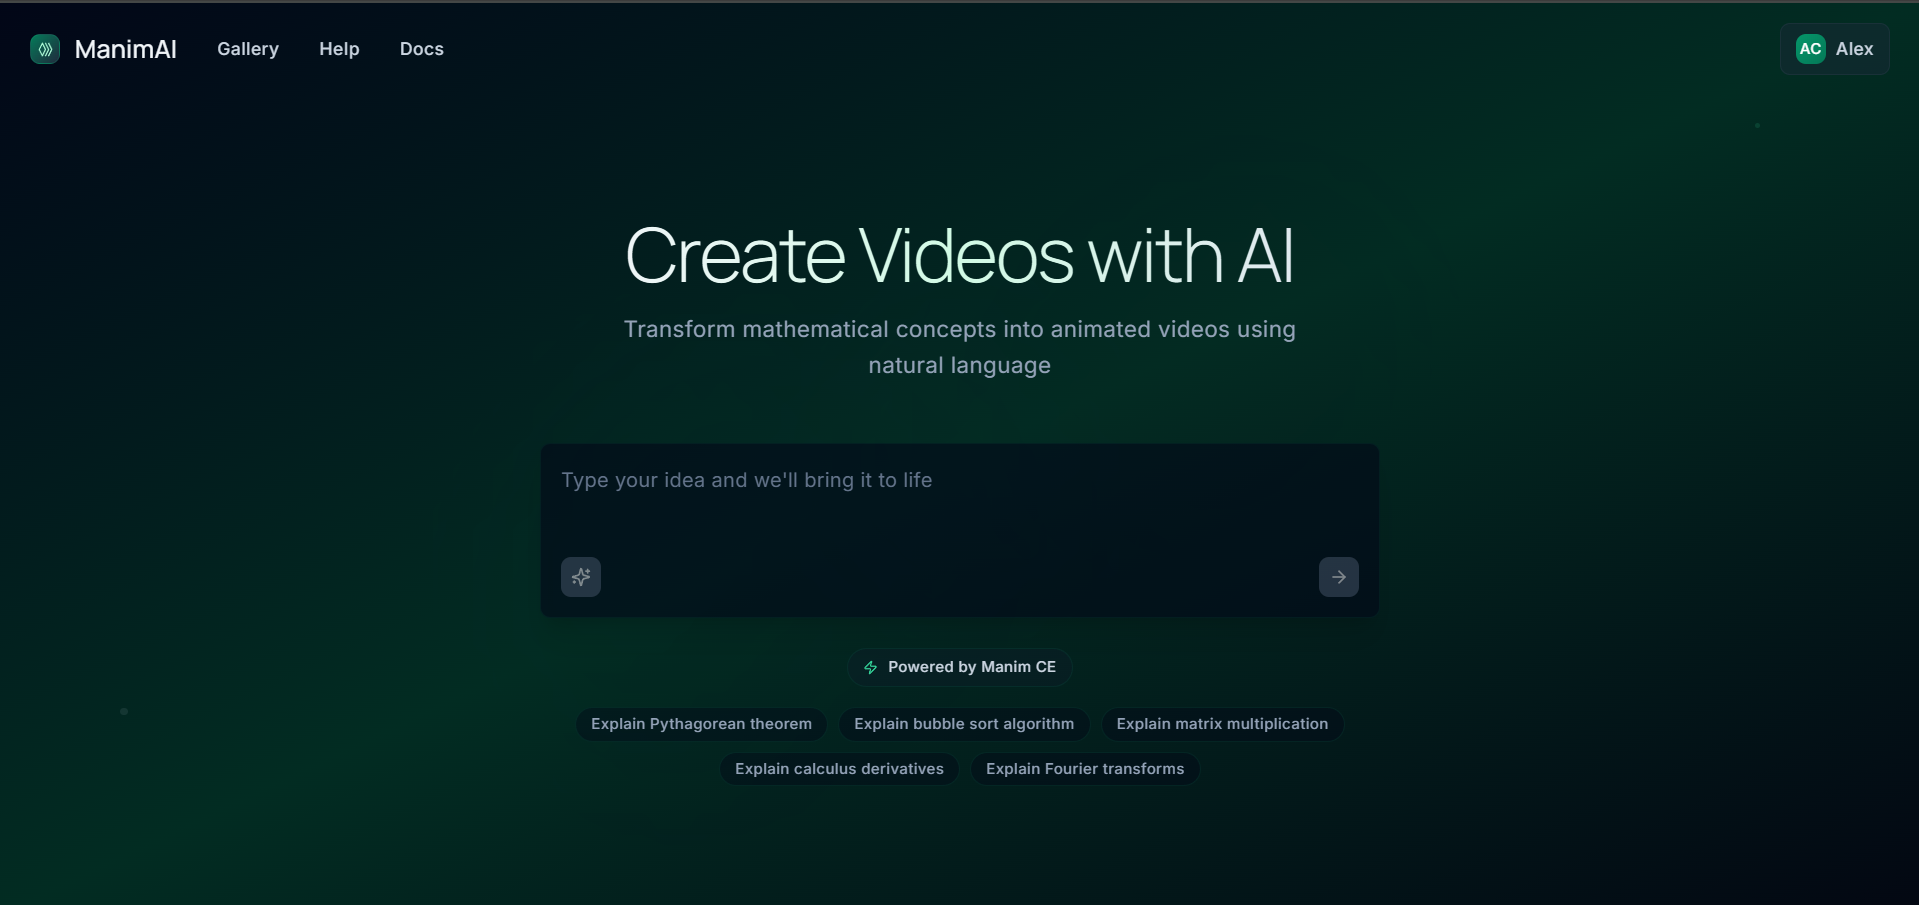 ManimAI
Gallery
Help
Docs
AC
Alex
Create Videos with AI
Transform mathematical concepts into animated videos using
natural language
Type your idea and we'll bring it to life
Powered by Manim CE
Explain Pythagorean theorem
Explain bubble sort algorithm
Explain matrix multiplication
Explain calculus derivatives
Explain Fourier transforms